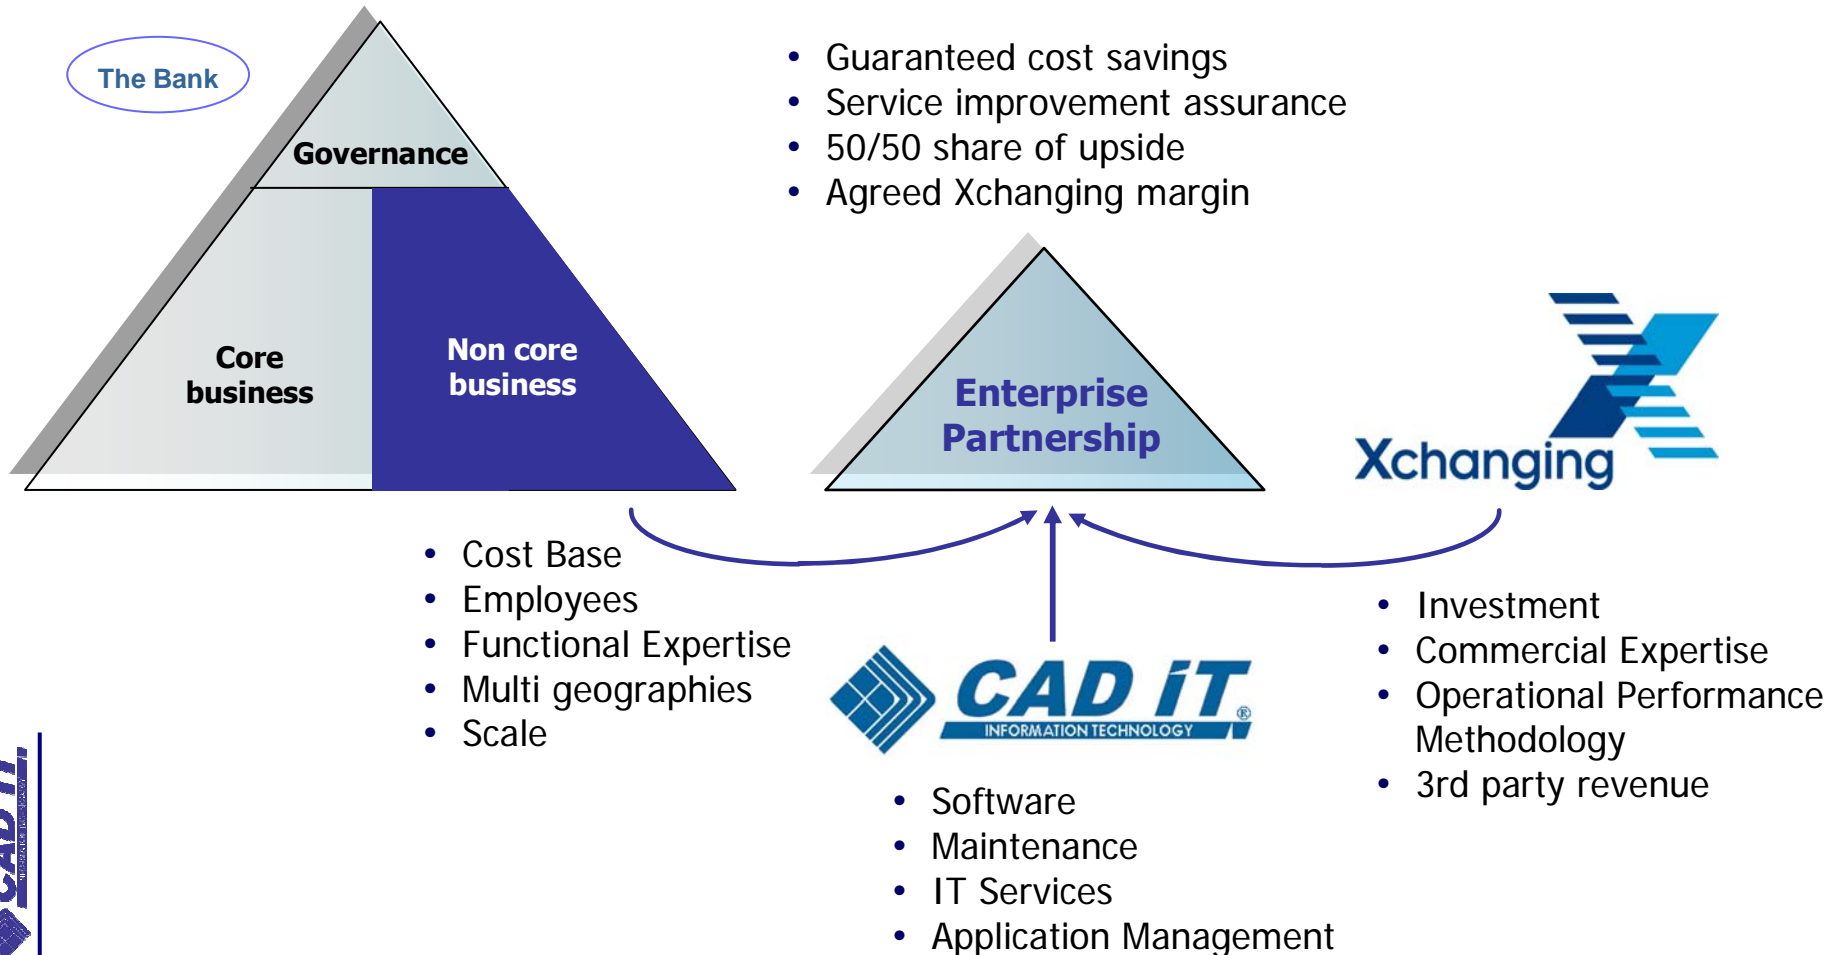 The Bank
Governance
Core
business
Non core
business
• Guaranteed cost savings
• Service improvement assurance
• 50/50 share of upside
• Agreed Xchanging margin
Enterprise
Partnership
Xchanging
• Cost Base
• Employees
• Functional Expertise
• Multi geographies
• Scale
CAD iT®
INFORMATION TECHNOLOGY
• Software
• Maintenance
• IT Services
• Application Management
• Investment
• Commercial Expertise
• Operational Performance
Methodology
• 3rd party revenue
CAD iT